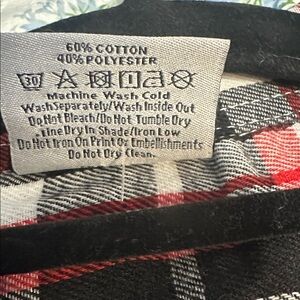 60% COTTON
40% POLYESTER
30
Machine Wash Cold
Wash Separately/Wash Inside Out
Do Not Bleach/Do Not Tumble Dry
Line Dry In Shade/Iron Low
Do Not Iron On Print Or Embellishments
Do Not Dry Clean